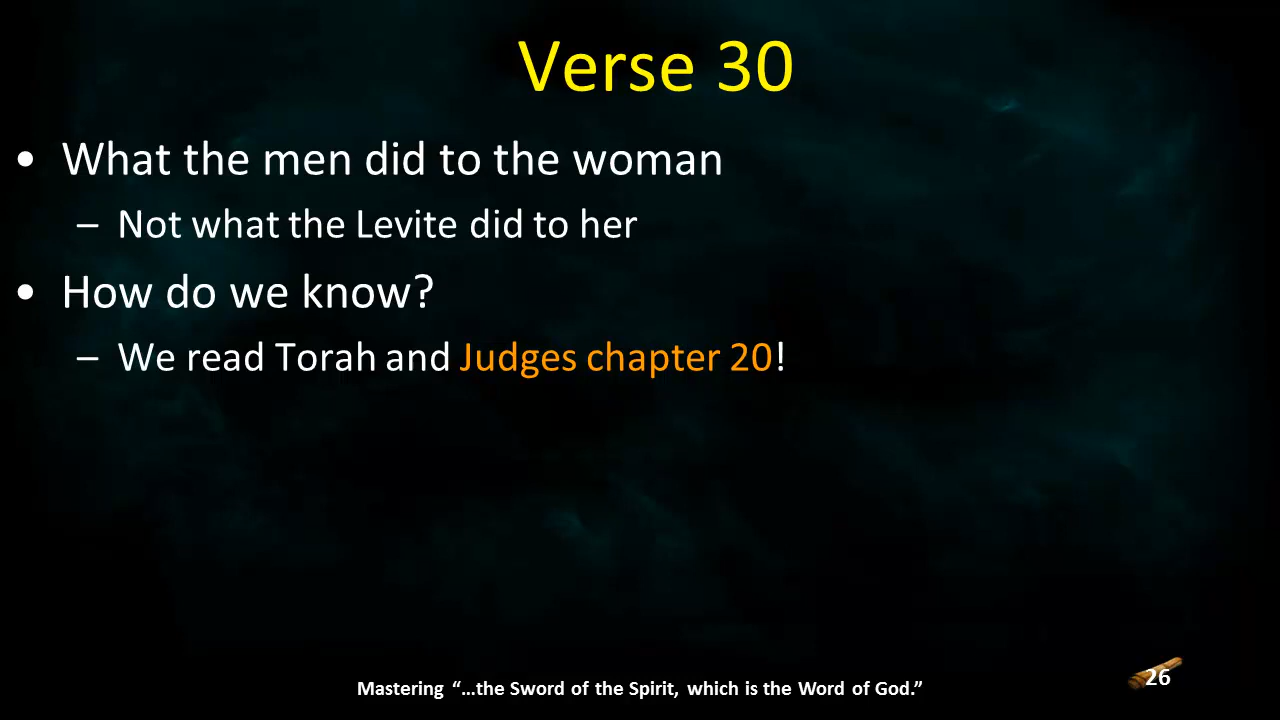 Verse 30
• What the men did to the woman
– Not what the Levite did to her
• How do we know?
– We read Torah and Judges chapter 20!
Mastering “…the Sword of the Spirit, which is the Word of God.”
26